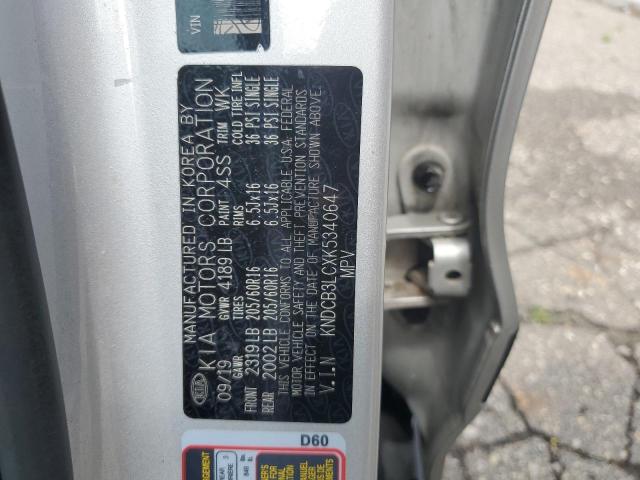 VIN
MANUFACTURED IN KOREA BY
KIA KIA MOTORS CORPORATION
09/19 GVWR 4189 LB PAINT 4SS TRIM WK
GAWR TIRES RIMS COLD TIRE INFL
FRONT 2319 LB 205/60R16 6.5Jx16 36 PSI SINGLE
REAR 2002 LB 205/60R16 6.5Jx16 36 PSI SINGLE
THIS VEHICLE CONFORMS TO ALL APPLICABLE U.S.A. FEDERAL
MOTOR VEHICLE SAFETY AND THEFT PREVENTION STANDARDS
IN EFFECT ON THE DATE OF MANUFACTURE SHOWN ABOVE.
V.I.N KNDCB3LCXK5340647
MPV
D60